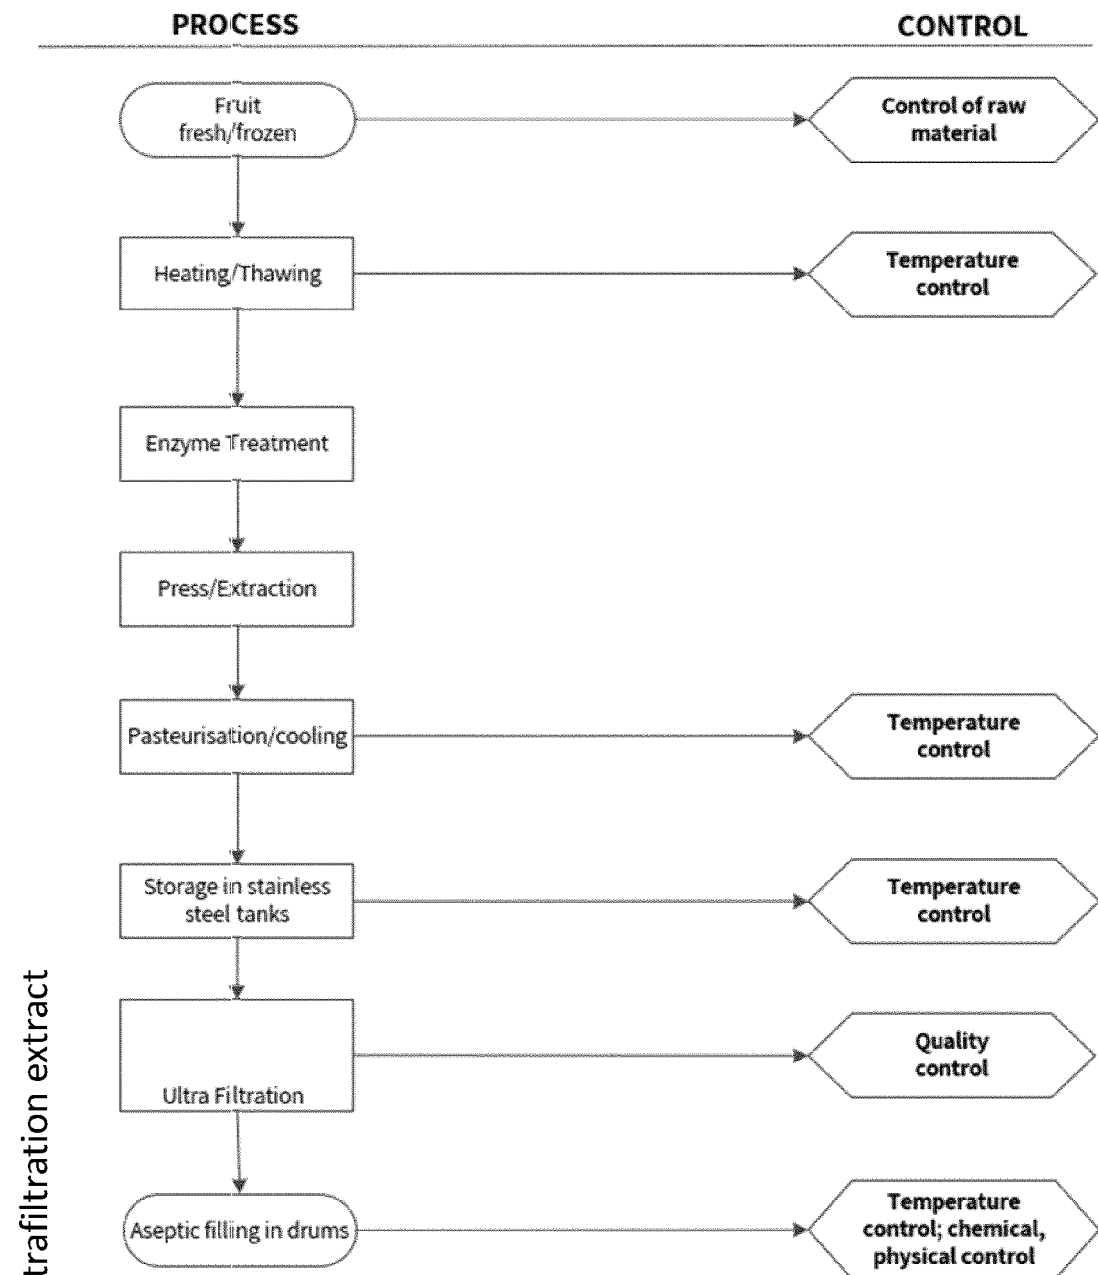 PROCESS
CONTROL
Fruit
fresh/frozen
Control of raw
material
Heating/Thawing
Temperature
control
Enzyme Treatment
Press/Extraction
Pasteurisation/cooling
Temperature
control
Storage in stainless
steel tanks
Temperature
control
Ultra Filtration
Quality
control
Aseptic filling in drums
Temperature
control; chemical,
physical control
trafiltration extract